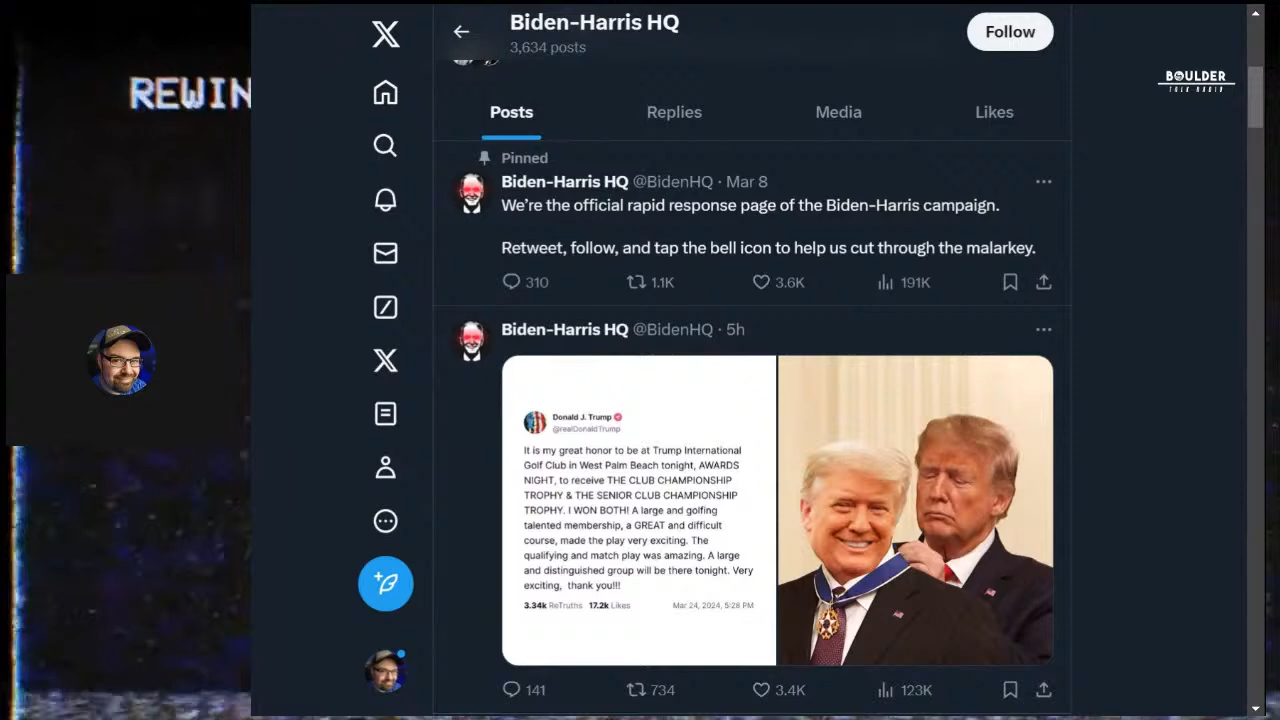 REWIN
BOULDER
TALK RADIO
Biden-Harris HQ
3,634 posts
Follow
Posts
Replies
Media
Likes
Pinned
Biden-Harris HQ @BidenHQ · Mar 8
We're the official rapid response page of the Biden-Harris campaign.
Retweet, follow, and tap the bell icon to help us cut through the malarkey.
310
1.1K
3.6K
191K
Biden-Harris HQ @BidenHQ · 5h
Donald J. Trump
@realDonaldTrump
It is my great honor to be at Trump International
Golf Club in West Palm Beach tonight, AWARDS
NIGHT, to receive THE CLUB CHAMPIONSHIP
TROPHY & THE SENIOR CLUB CHAMPIONSHIP
TROPHY. I WON BOTH! A large and golfing
talented membership, a GREAT and difficult
course, made the play very exciting. The
qualifying and match play was amazing. A large
and distinguished group will be there tonight. Very
exciting, thank you!!!
3.34k ReTruths 17.2k Likes
Mar 24, 2024, 5:28 PM
141
734
3.4K
123K